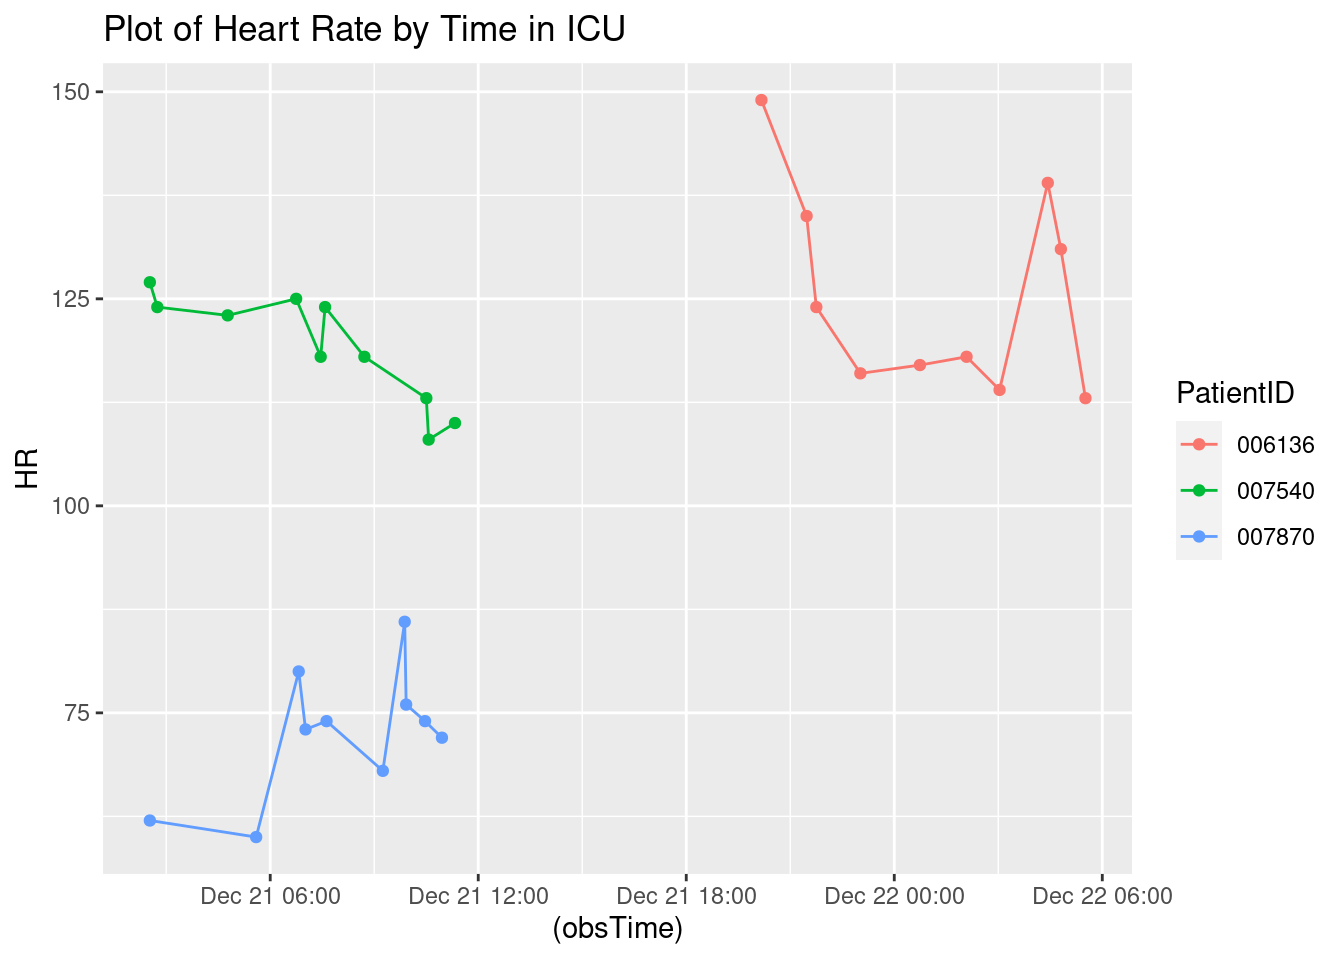 Plot of Heart Rate by Time in ICU
150
125
100
75
HR
Dec 21 06:00
Dec 21 12:00
Dec 21 18:00
Dec 22 00:00
Dec 22 06:00
(obsTime)
PatientID
006136
007540
007870